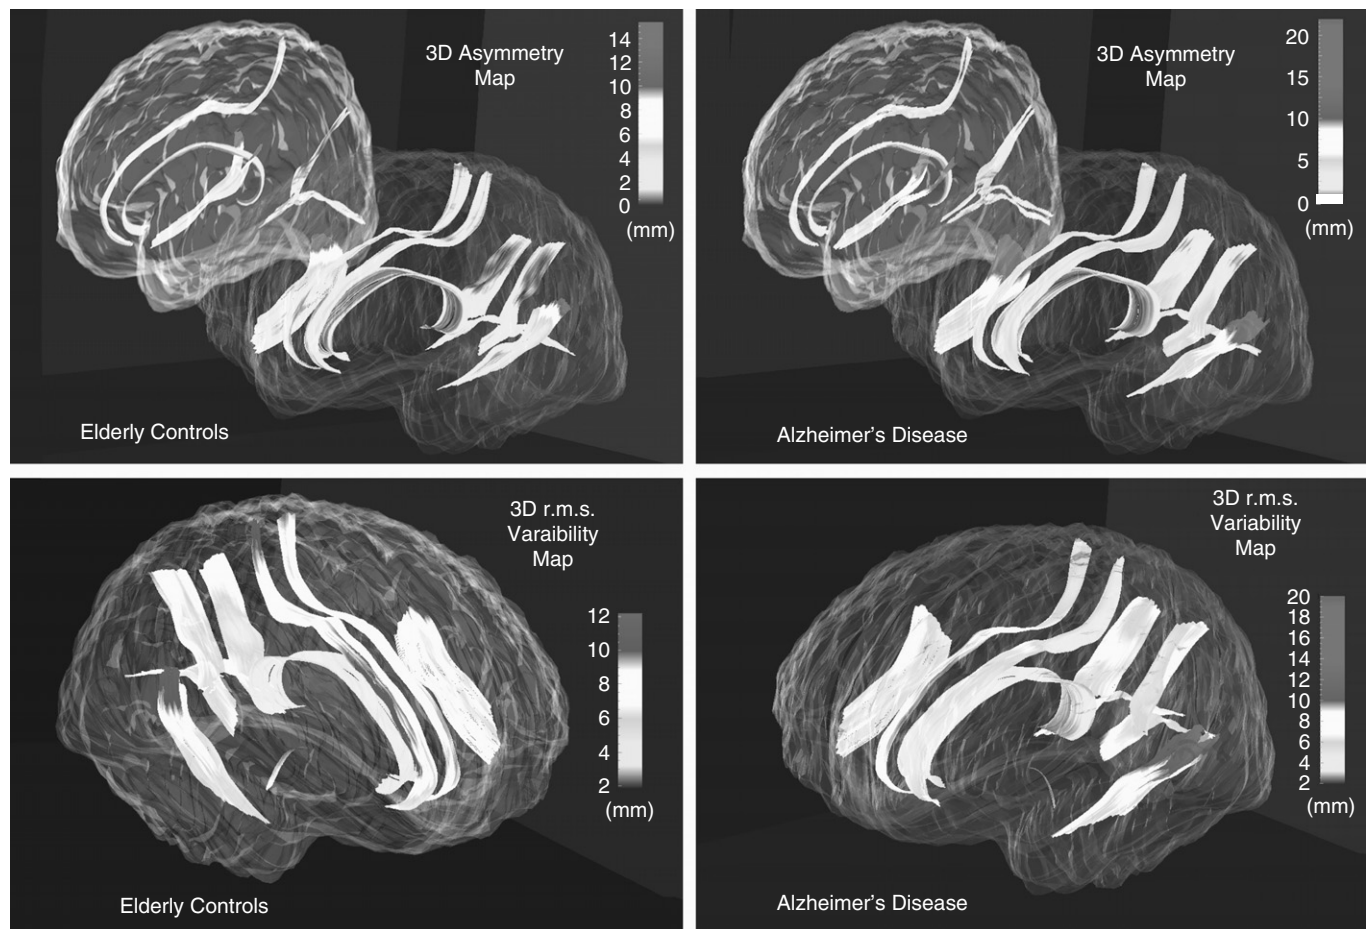 3D Asymmetry
Map
14
12
10
8
6
4
2
0
(mm)
Elderly Controls
3D Asymmetry
Map
20
15
10
5
0
(mm)
Alzheimer's Disease
3D r.m.s.
Varaibility
Map
12
10
8
6
4
2
(mm)
Elderly Controls
3D r.m.s.
Variability
Map
20
18
16
14
12
10
8
6
4
2
(mm)
Alzheimer's Disease